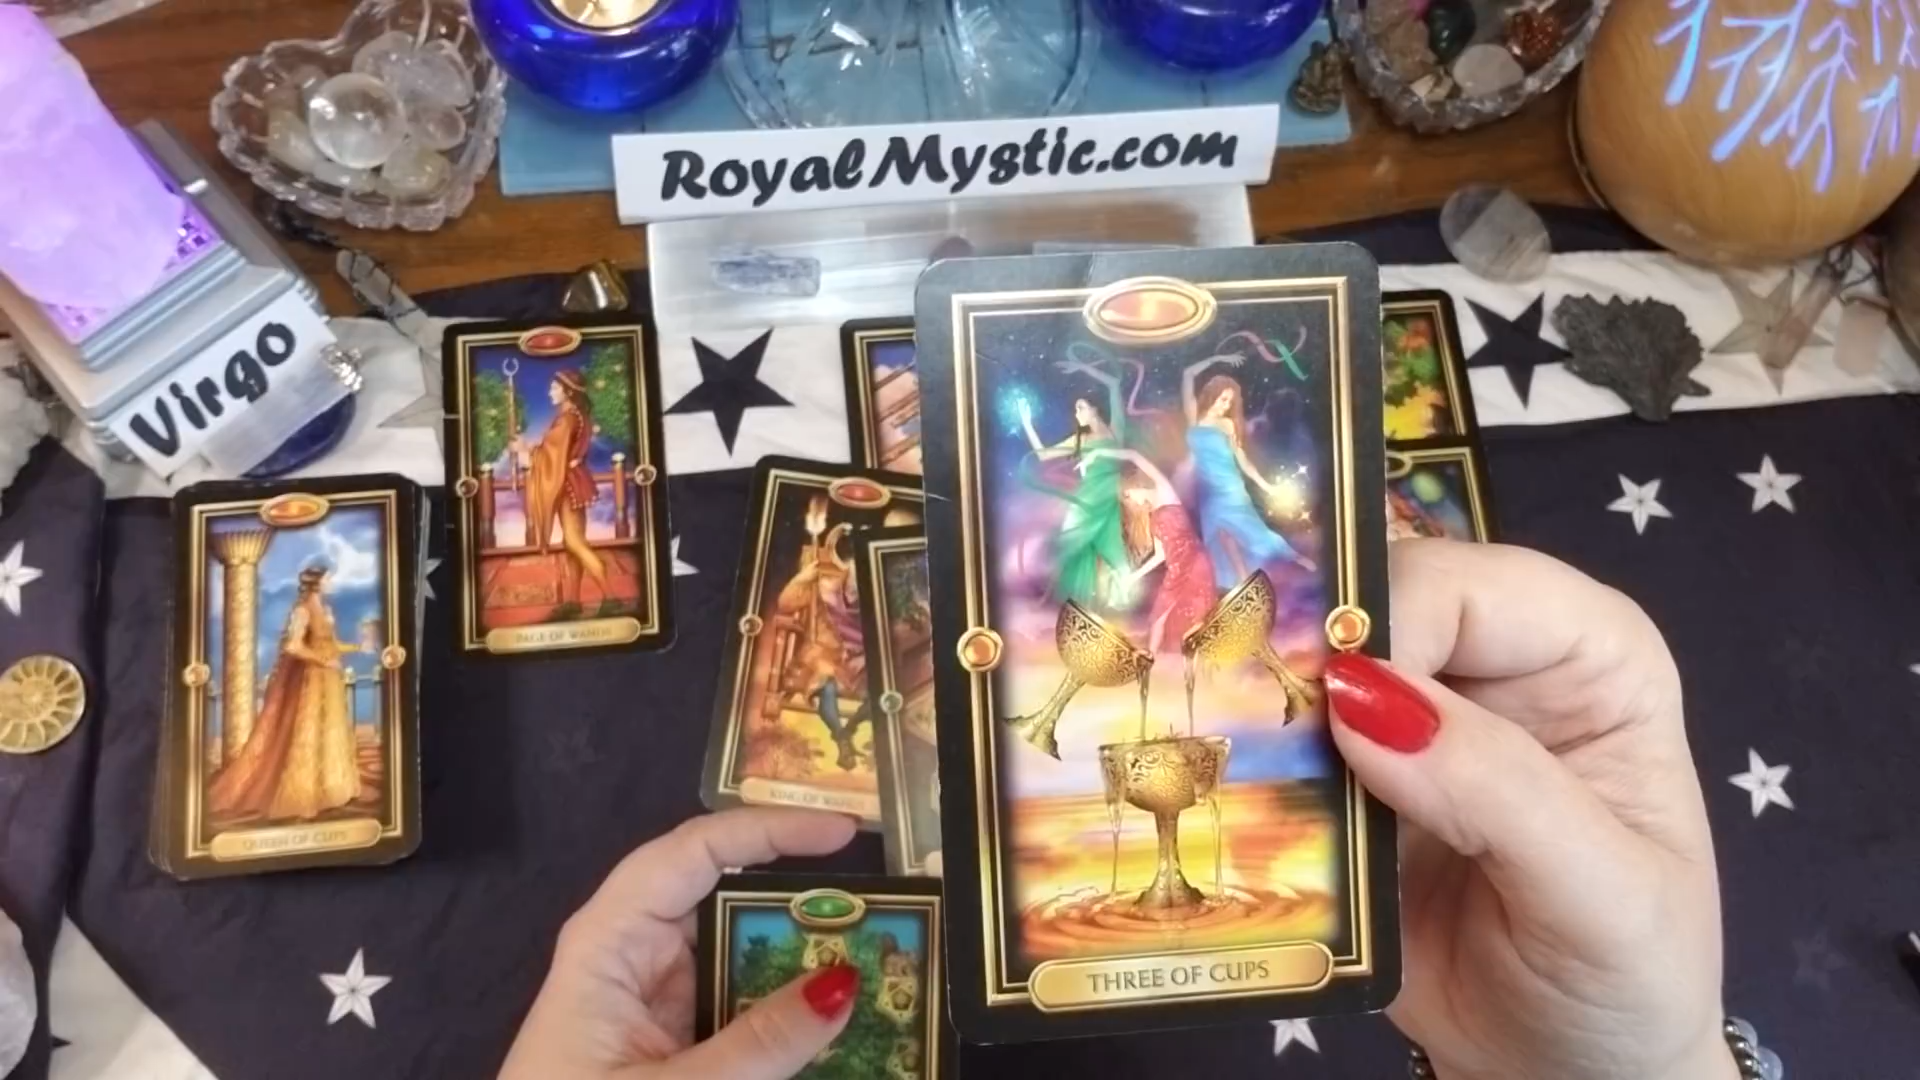 RoyalMystic.com
Virgo
PAGE OF WANDS
KING OF WANDS
QUEEN OF CUPS
THREE OF CUPS